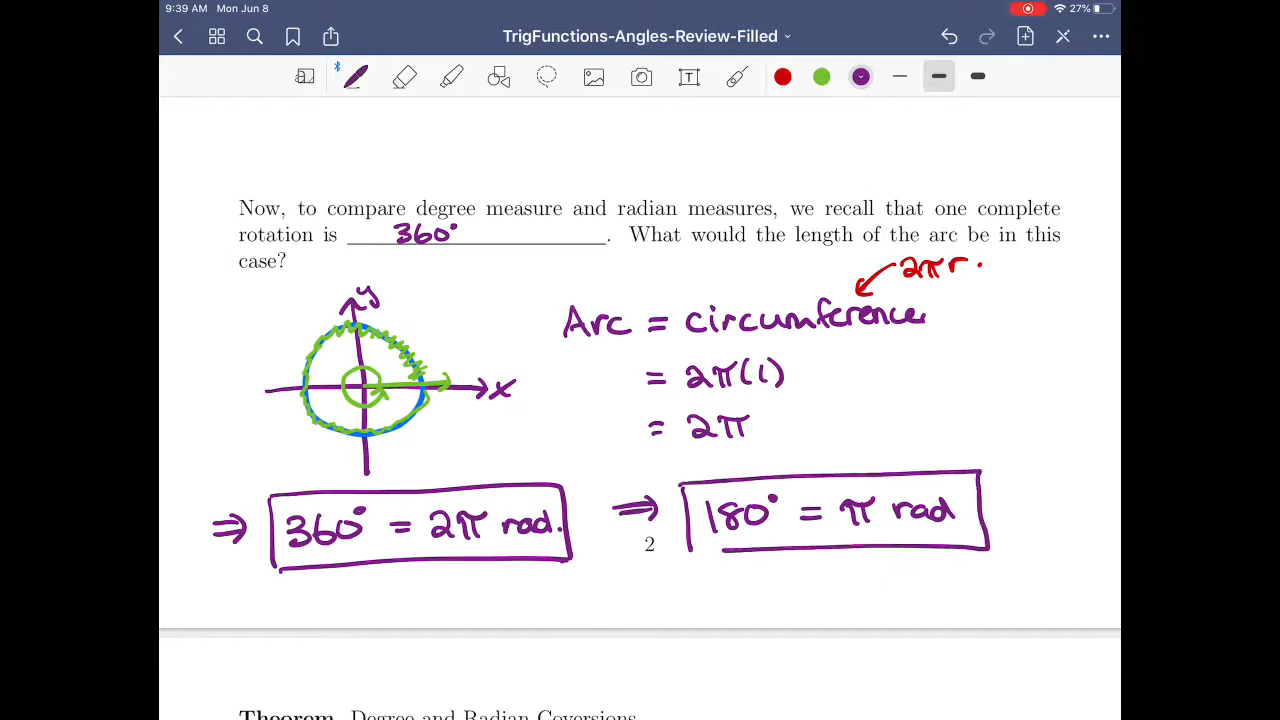 9:39 AM Mon Jun 8
27%
TrigFunctions-Angles-Review-Filled
T
Now, to compare degree measure and radian measures, we recall that one complete
rotation is 360° . What would the length of the arc be in this
case?
2πr.
y
Arc = circumference
= 2π(1)
x
= 2π
⇒ 360° = 2π rad.
⇒ 180° = π rad
2
Theorem Degree and Radian Coversions